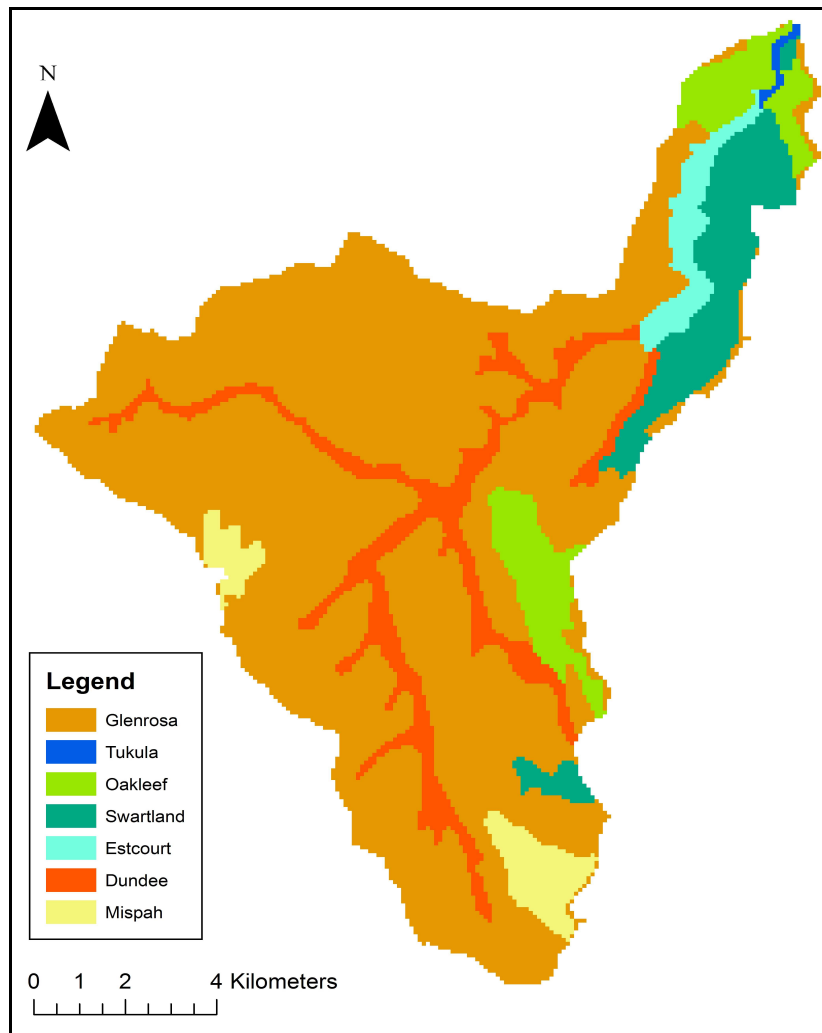 N
Legend
Glenrosa
Tukula
Oakleef
Swartland
Estcourt
Dundee
Mispah
0 1 2 4 Kilometers